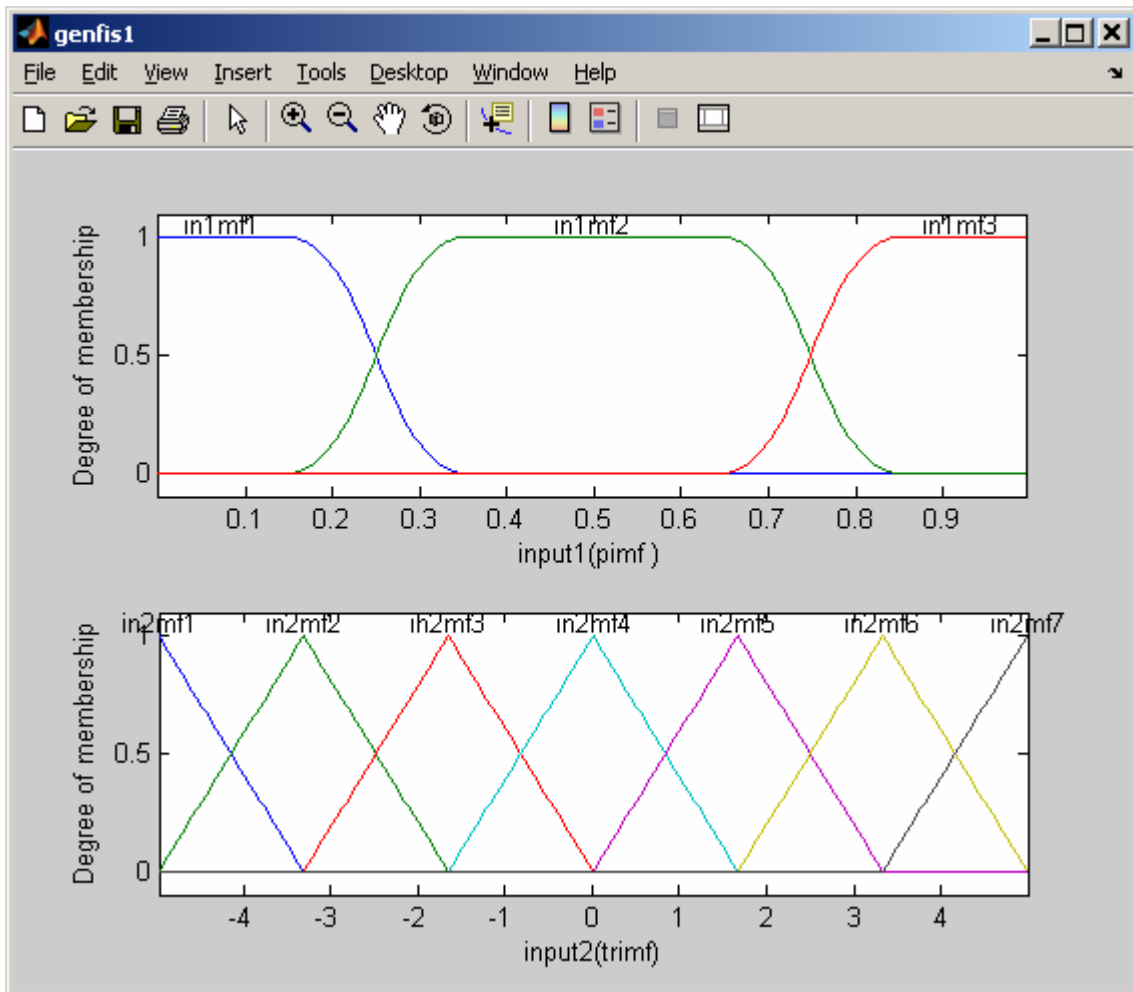 genfis1
File Edit View Insert Tools Desktop Window Help
in1mf1 in1mf2 in1mf3
1
0.5
0
Degree of membership
0.1 0.2 0.3 0.4 0.5 0.6 0.7 0.8 0.9
input1(pimf )
in2mf1 in2mf2 in2mf3 in2mf4 in2mf5 in2mf6 in2mf7
1
0.5
0
Degree of membership
-4 -3 -2 -1 0 1 2 3 4
input2(trimf)